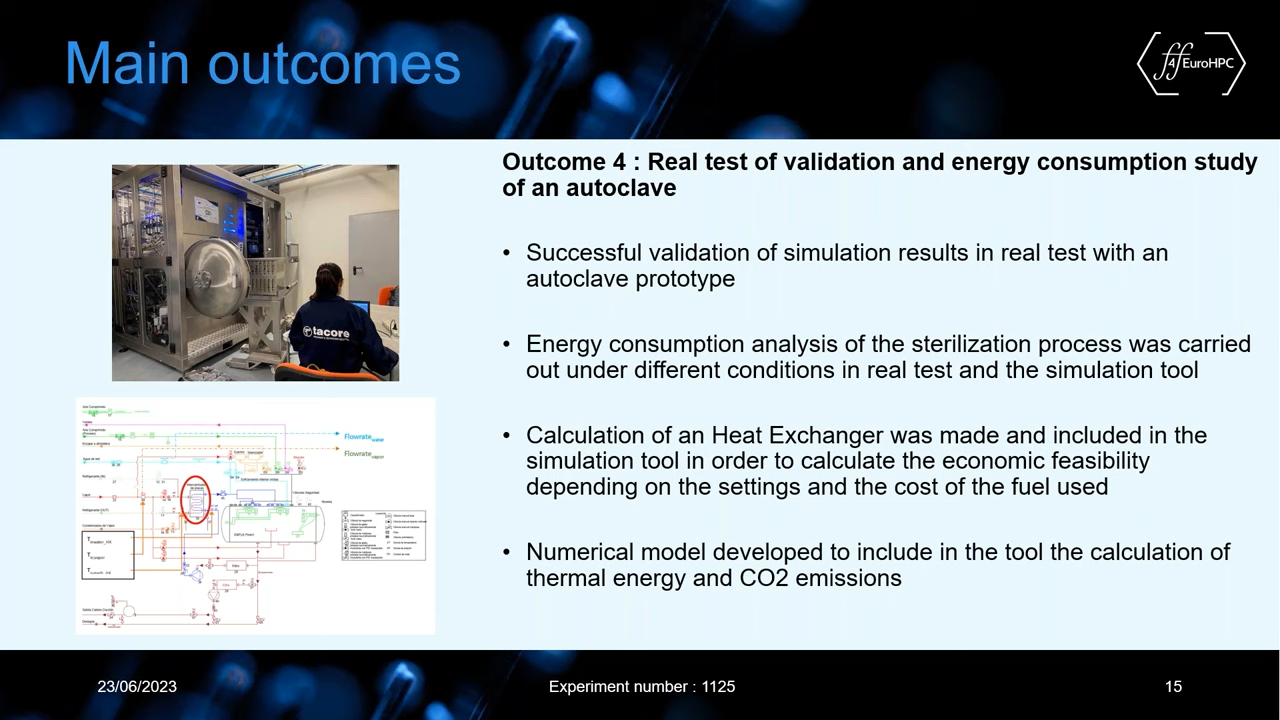 Main outcomes
ff4EuroHPC
Outcome 4 : Real test of validation and energy consumption study
of an autoclave
• Successful validation of simulation results in real test with an
autoclave prototype
• Energy consumption analysis of the sterilization process was carried
out under different conditions in real test and the simulation tool
• Calculation of an Heat Exchanger was made and included in the
simulation tool in order to calculate the economic feasibility
depending on the settings and the cost of the fuel used
• Numerical model developed to include in the tool the calculation of
thermal energy and CO2 emissions
tacore
Flowrate water
Flowrate vapor
23/06/2023
Experiment number : 1125
15